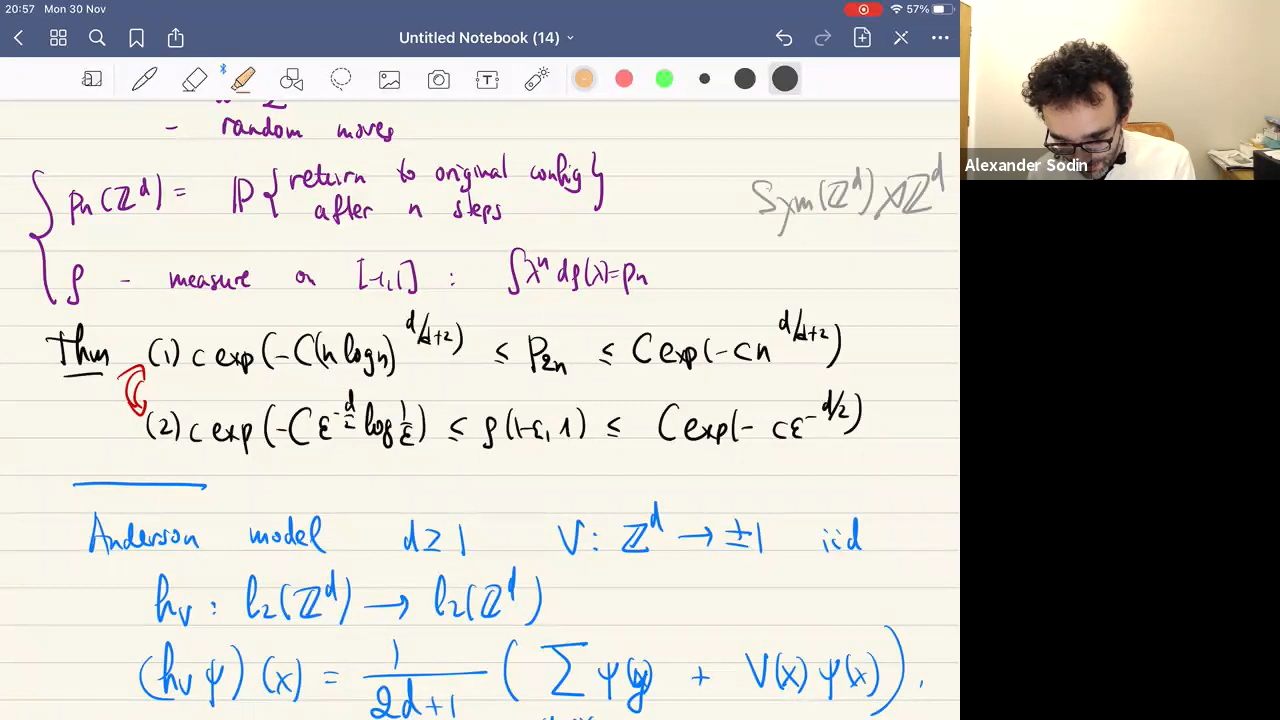 20:57 Mon 30 Nov
57%
Untitled Notebook (14)
Alexander Sodin
- random moves
pn(ℤ^d) = ℙ{return to original config after n steps}
Sym(ℤ^d) ⋊ ℤ^d
ρ - measure on [-1,1] : ∫λ^n dρ(λ)=pn
Thm (1) c exp(-C(n log n)^{d/d+2}) ≤ P_{2n} ≤ C exp(-cn^{d/d+2})
(2) c exp(-Cε^{-d/2} log 1/ε) ≤ ρ(1-ε, 1) ≤ C exp(-cε^{-d/2})
Anderson model d≥1 V: ℤ^d → ±1 iid
h_V : l_2(ℤ^d) → l_2(ℤ^d)
(h_V ψ)(x) = 1/(2d+1) (∑ ψ(y) + V(x) ψ(x)).